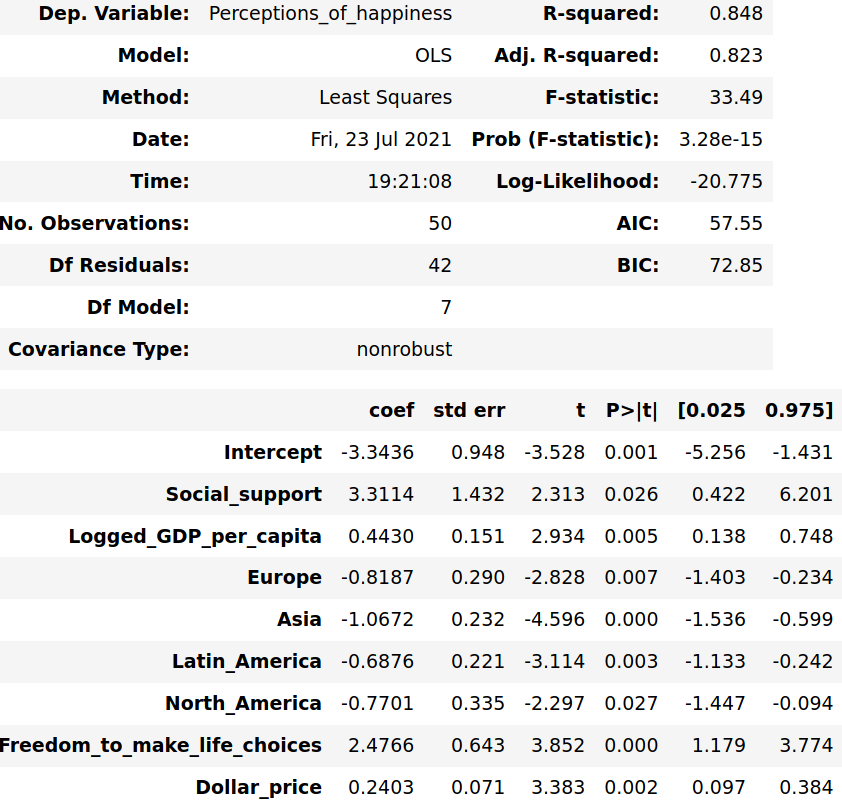 Dep. Variable: Perceptions_of_happiness R-squared: 0.848
Model: OLS Adj. R-squared: 0.823
Method: Least Squares F-statistic: 33.49
Date: Fri, 23 Jul 2021 Prob (F-statistic): 3.28e-15
Time: 19:21:08 Log-Likelihood: -20.775
No. Observations: 50 AIC: 57.55
Df Residuals: 42 BIC: 72.85
Df Model: 7
Covariance Type: nonrobust
coef std err t P>|t| [0.025 0.975]
Intercept -3.3436 0.948 -3.528 0.001 -5.256 -1.431
Social_support 3.3114 1.432 2.313 0.026 0.422 6.201
Logged_GDP_per_capita 0.4430 0.151 2.934 0.005 0.138 0.748
Europe -0.8187 0.290 -2.828 0.007 -1.403 -0.234
Asia -1.0672 0.232 -4.596 0.000 -1.536 -0.599
Latin_America -0.6876 0.221 -3.114 0.003 -1.133 -0.242
North_America -0.7701 0.335 -2.297 0.027 -1.447 -0.094
Freedom_to_make_life_choices 2.4766 0.643 3.852 0.000 1.179 3.774
Dollar_price 0.2403 0.071 3.383 0.002 0.097 0.384